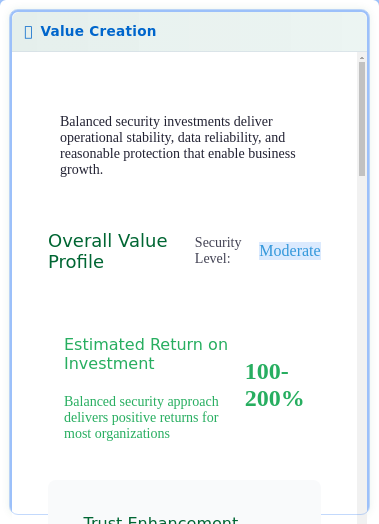 Value Creation
Balanced security investments deliver
operational stability, data reliability, and
reasonable protection that enable business
growth.
Overall Value
Profile
Security
Level:
Moderate
Estimated Return on
Investment
Balanced security approach
delivers positive returns for
most organizations
100-
200%
Trust Enhancement